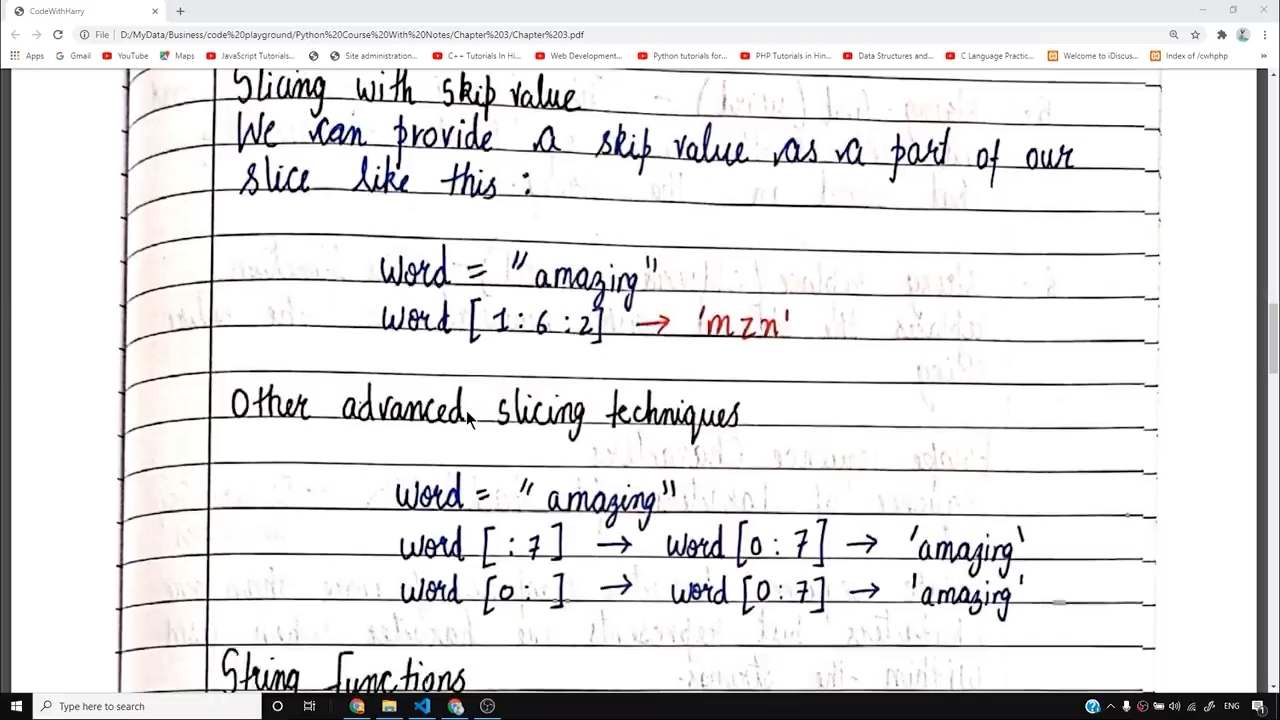 CodeWithHarry
File | D:/MyData/Business/code%20playground/Python%20Course%20With%20Notes/Chapter%203/Chapter%203.pdf
Apps Gmail YouTube Maps JavaScript Tutorials... Site administration... C++ Tutorials In Hi... Web Development... Python tutorials for... PHP Tutorials in Hin... Data Structures and... C Language Practic... Welcome to iDiscus... Index of /cwhphp
Slicing with skip value
We can provide a skip value as a part of our
slice like this :
word = "amazing"
word [ 1 : 6 : 2] → 'mzn'
Other advanced slicing techniques
word = "amazing"
word [ : 7 ] → word [0 : 7] → 'amazing'
word [0 : ] → word [0 : 7] → 'amazing'
String functions
Type here to search
ENG